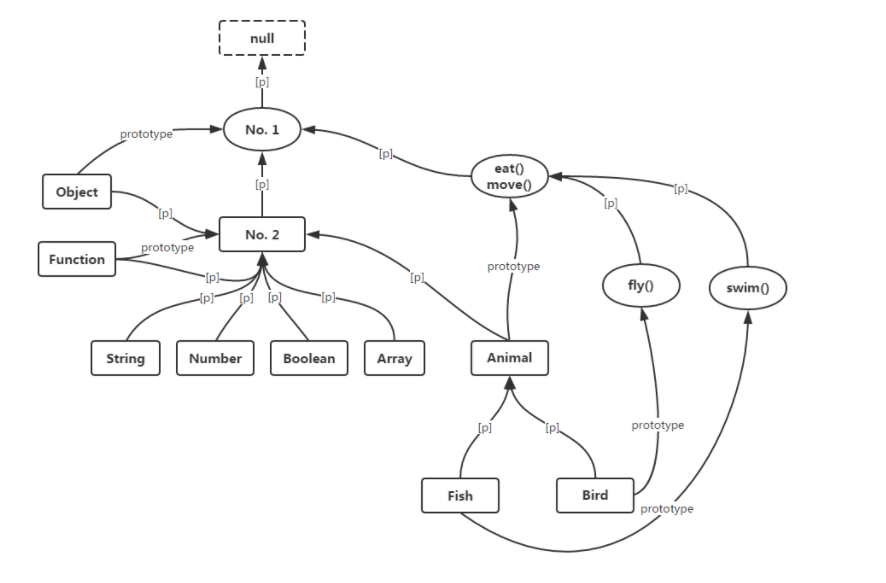 null
[p]
prototype
No. 1
[p]
eat()
move()
[p]
[p]
Object
[p]
[p]
No. 2
prototype
Function
[p]
prototype
[p]
fly()
swim()
[p]
[p]
[p]
[p]
String
Number
Boolean
Array
Animal
[p]
[p]
prototype
Fish
Bird
prototype